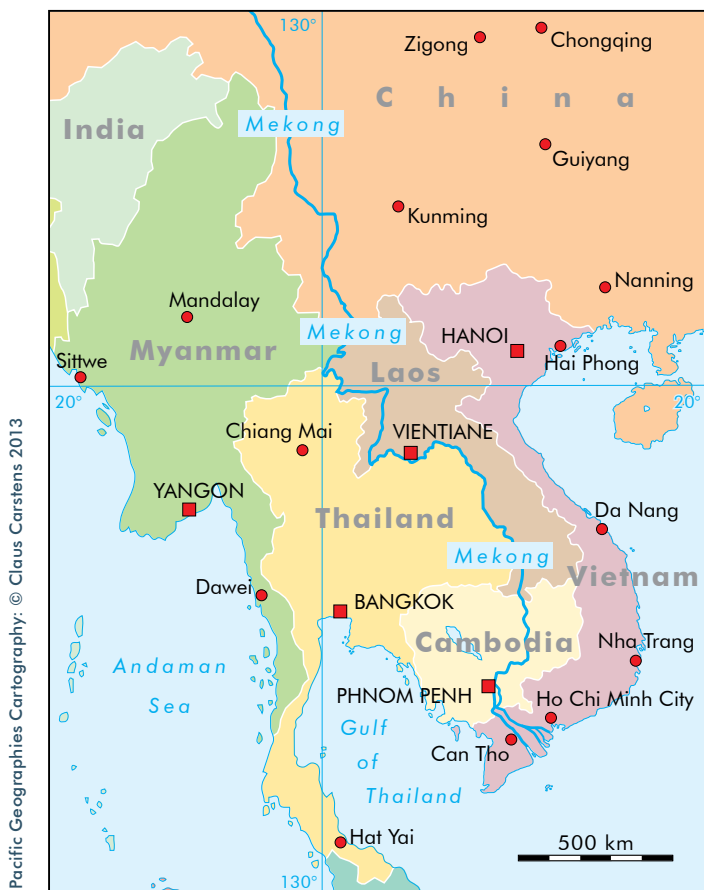 130°
Zigong
Chongqing
China
India
Mekong
Guiyang
Kunming
Nanning
Mandalay
Mekong
HANOI
Myanmar
Hai Phong
Sittwe
Laos
20°
20°
Chiang Mai
VIENTIANE
YANGON
Da Nang
Thailand
Mekong
Vietnam
Dawei
BANGKOK
Cambodia
Nha Trang
Andaman
Sea
PHNOM PENH
Ho Chi Minh City
Gulf
of
Thailand
Can Tho
Hat Yai
500 km
130°
Pacific Geographies Cartography: © Claus Carstens 2013